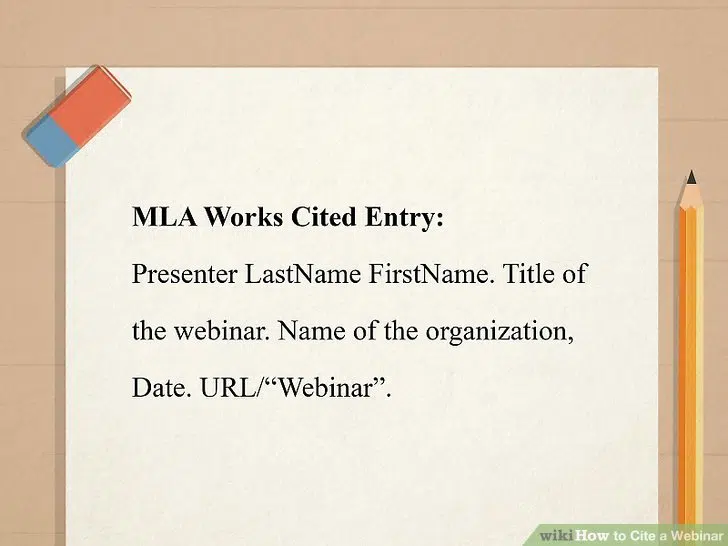 MLA Works Cited Entry:
Presenter LastName FirstName. Title of
the webinar. Name of the organization,
Date. URL/“Webinar”.
wikiHow to Cite a Webinar